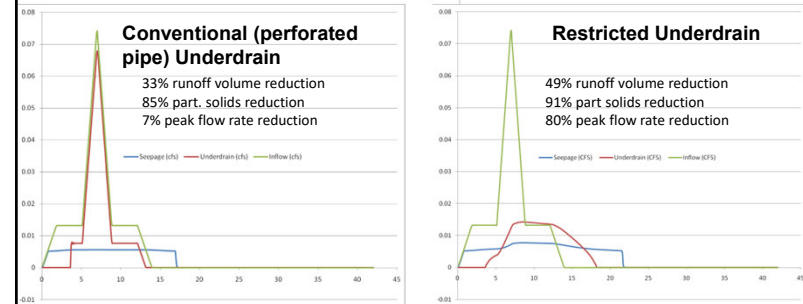 Conventional (perforated
pipe) Underdrain
33% runoff volume reduction
85% part. solids reduction
7% peak flow rate reduction
Seepage (cfs) Underdrain (cfs) Inflow (cfs)
0.08
0.07
0.06
0.05
0.04
0.03
0.02
0.01
0
-0.01
0 5 10 15 20 25 30 35 40 45
Restricted Underdrain
49% runoff volume reduction
91% part solids reduction
80% peak flow rate reduction
Seepage (CFS) Underdrain (CFS) Inflow (CFS)
0.08
0.07
0.06
0.05
0.04
0.03
0.02
0.01
0
-0.01
0 5 10 15 20 25 30 35 40 45